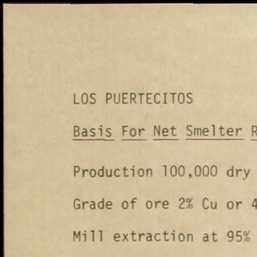 LOS PUERTECITOS
Basis For Net Smelter R
Production 100,000 dry
Grade of ore 2% Cu or 4
Mill extraction at 95%